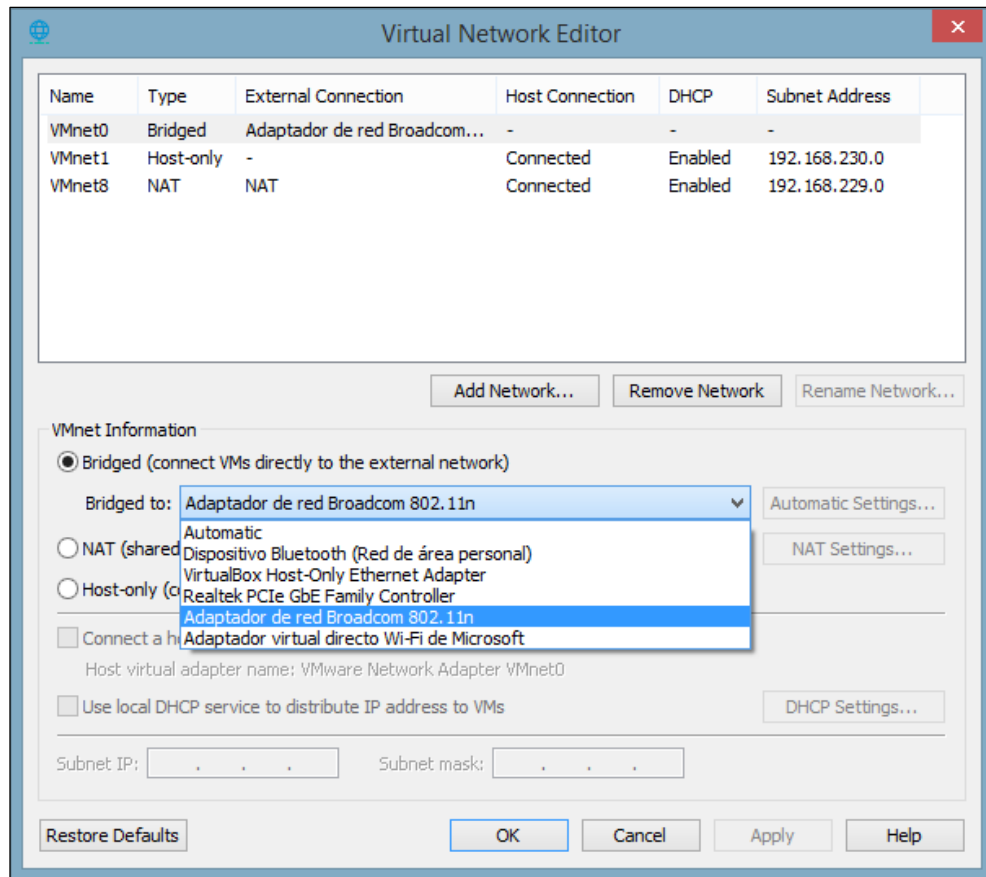 Virtual Network Editor
Name Type External Connection Host Connection DHCP Subnet Address
VMnet0 Bridged Adaptador de red Broadcom... - - -
VMnet1 Host-only - Connected Enabled 192.168.230.0
VMnet8 NAT NAT Connected Enabled 192.168.229.0
Add Network... Remove Network Rename Network...
VMnet Information
Bridged (connect VMs directly to the external network)
Bridged to: Adaptador de red Broadcom 802.11n Automatic Settings...
Automatic
NAT (shared Dispositivo Bluetooth (Red de área personal) NAT Settings...
VirtualBox Host-Only Ethernet Adapter
Host-only (c Realtek PCIe GbE Family Controller
Adaptador de red Broadcom 802.11n
Connect a h Adaptador virtual directo Wi-Fi de Microsoft
Host virtual adapter name: VMware Network Adapter VMnet0
Use local DHCP service to distribute IP address to VMs DHCP Settings...
Subnet IP: . . . Subnet mask: . . .
Restore Defaults OK Cancel Apply Help